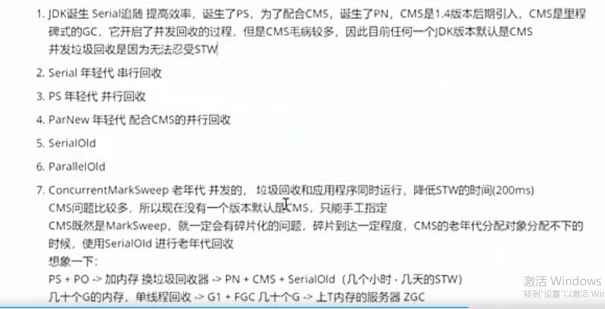 1. JDK诞生 Serial追随 提高效率，诞生了PS，为了配合CMS，诞生了PN，CMS是1.4版本后期引入，CMS是里程
碑式的GC，它开启了并发回收的过程，但是CMS毛病较多，因此目前任何一个JDK版本默认是CMS
并发垃圾回收是因为无法忍受STW
2. Serial 年轻代 串行回收
3. PS 年轻代 并行回收
4. ParNew 年轻代 配合CMS的并行回收
5. SerialOld
6. ParallelOld
7. ConcurrentMarkSweep 老年代 并发的， 垃圾回收和应用程序同时运行，降低STW的时间(200ms)
CMS问题比较多，所以现在没有一个版本默认是CMS，只能手工指定
CMS既然是MarkSweep，就一定会有碎片化的问题，碎片到达一定程度，CMS的老年代分配对象分配不下的
时候，使用SerialOld 进行老年代回收
想象一下：
PS + PO -> 加内存 换垃圾回收器 -> PN + CMS + SerialOld（几个小时 - 几天的STW）
几十个G的内存，单线程回收 -> G1 + FGC 几十个G -> 上T内存的服务器 ZGC
激活 Windows
转到"设置"以激活 Win